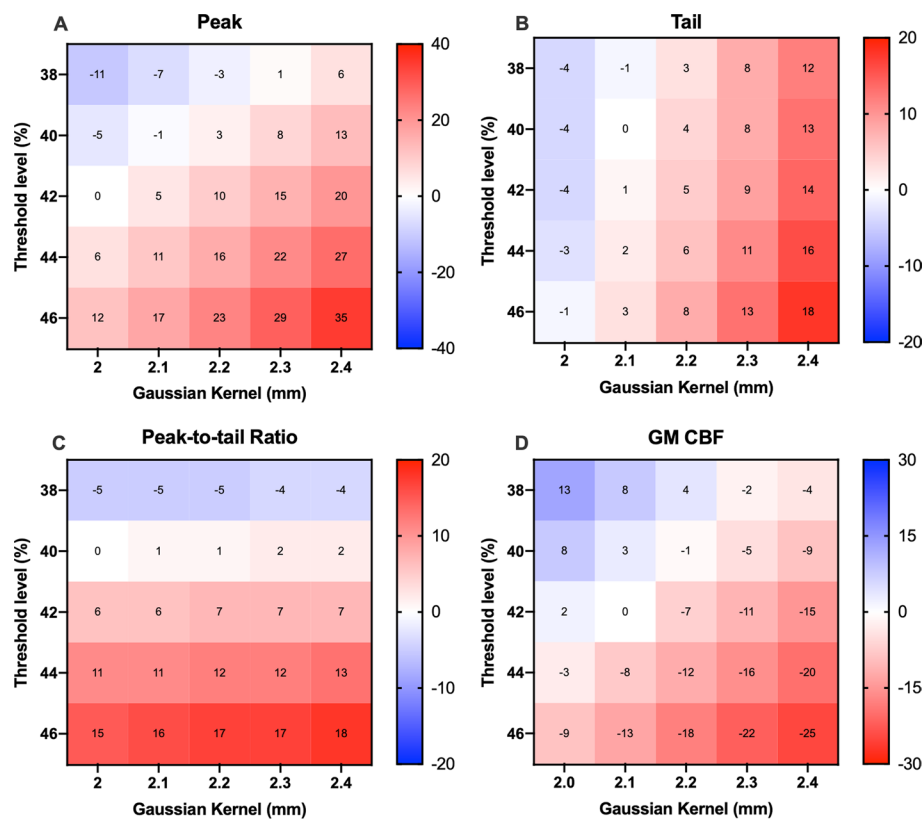 A Peak
Threshold level (%)
38 -11 -7 -3 1 6
40 -5 -1 3 8 13
42 0 5 10 15 20
44 6 11 16 22 27
46 12 17 23 29 35
2 2.1 2.2 2.3 2.4
Gaussian Kernel (mm)
40
20
0
-20
-40
B Tail
Threshold level (%)
38 -4 -1 3 8 12
40 -4 0 4 8 13
42 -4 1 5 9 14
44 -3 2 6 11 16
46 -1 3 8 13 18
2 2.1 2.2 2.3 2.4
Gaussian Kernel (mm)
20
10
0
-10
-20
C Peak-to-tail Ratio
Threshold level (%)
38 -5 -5 -5 -4 -4
40 0 1 1 2 2
42 6 6 7 7 7
44 11 11 12 12 13
46 15 16 17 17 18
2 2.1 2.2 2.3 2.4
Gaussian Kernel (mm)
20
10
0
-10
-20
D GM CBF
Threshold level (%)
38 13 8 4 -2 -4
40 8 3 -1 -5 -9
42 2 0 -7 -11 -15
44 -3 -8 -12 -16 -20
46 -9 -13 -18 -22 -25
2.0 2.1 2.2 2.3 2.4
Gaussian Kernel (mm)
30
15
0
-15
-30